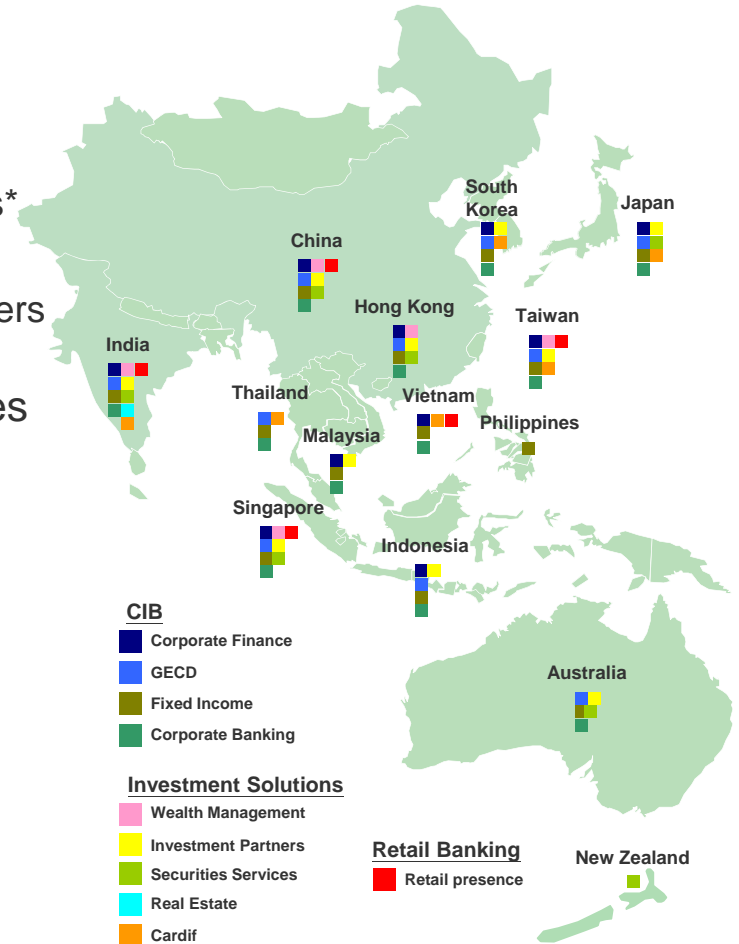 South
Korea
Japan
s*
China
ers
Hong Kong
Taiwan
India
Thailand
Vietnam
es
Malaysia
Philippines
Singapore
Indonesia
CIB
Corporate Finance
GECD
Fixed Income
Corporate Banking
Australia
Investment Solutions
Wealth Management
Investment Partners
Securities Services
Real Estate
Cardif
Retail Banking
Retail presence
New Zealand